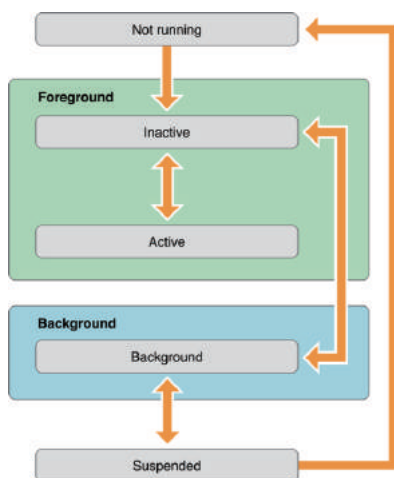 Not running
Foreground
Inactive
Active
Background
Background
Suspended